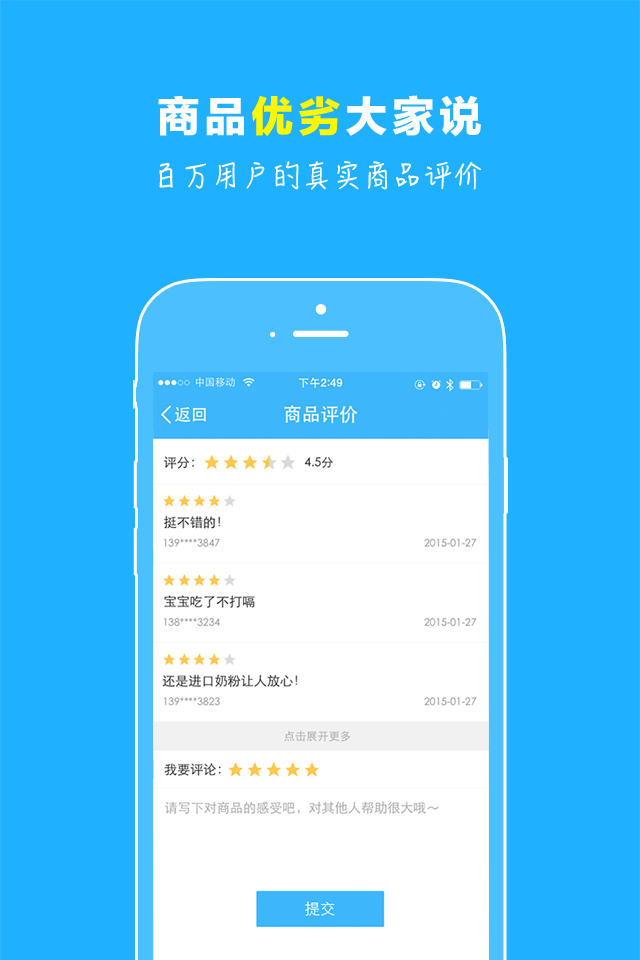 商品优劣大家说
百万用户的真实商品评价
中国移动 下午2:49
返回 商品评价
评分： 4.5分
挺不错的！
139****3847 2015-01-27
宝宝吃了不打嗝
138****3234 2015-01-27
还是进口奶粉让人放心！
139****3823 2015-01-27
点击展开更多
我要评论：
请写下对商品的感受吧，对其他人帮助很大哦～
提交